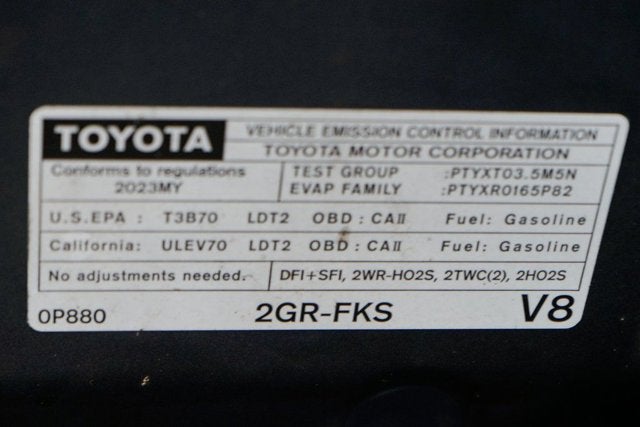 TOYOTA
VEHICLE EMISSION CONTROL INFORMATION
TOYOTA MOTOR CORPORATION
Conforms to regulations
2023MY
TEST GROUP :PTYXT03.5M5N
EVAP FAMILY :PTYXR0165P82
U.S.EPA : T3B70 LDT2 OBD : CAII Fuel: Gasoline
California: ULEV70 LDT2 OBD : CAII Fuel: Gasoline
No adjustments needed. DFI+SFI, 2WR-HO2S, 2TWC(2), 2HO2S
0P880 2GR-FKS V8